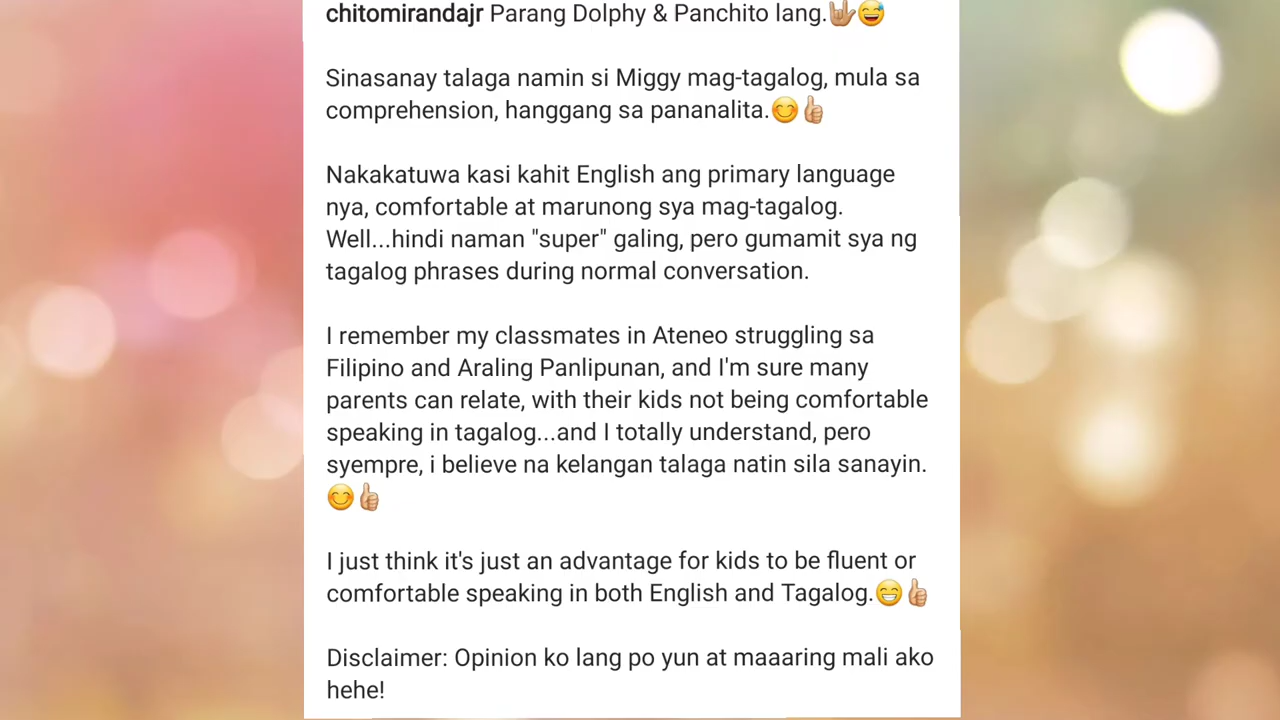 chitomirandajr Parang Dolphy & Panchito lang.🤟🏼😅
Sinasanay talaga namin si Miggy mag-tagalog, mula sa
comprehension, hanggang sa pananalita.😊👍🏼
Nakakatuwa kasi kahit English ang primary language
nya, comfortable at marunong sya mag-tagalog.
Well...hindi naman "super" galing, pero gumamit sya ng
tagalog phrases during normal conversation.
I remember my classmates in Ateneo struggling sa
Filipino and Araling Panlipunan, and I'm sure many
parents can relate, with their kids not being comfortable
speaking in tagalog...and I totally understand, pero
syempre, i believe na kelangan talaga natin sila sanayin.
😊👍🏼
I just think it's just an advantage for kids to be fluent or
comfortable speaking in both English and Tagalog.😁👍🏼
Disclaimer: Opinion ko lang po yun at maaaring mali ako
hehe!